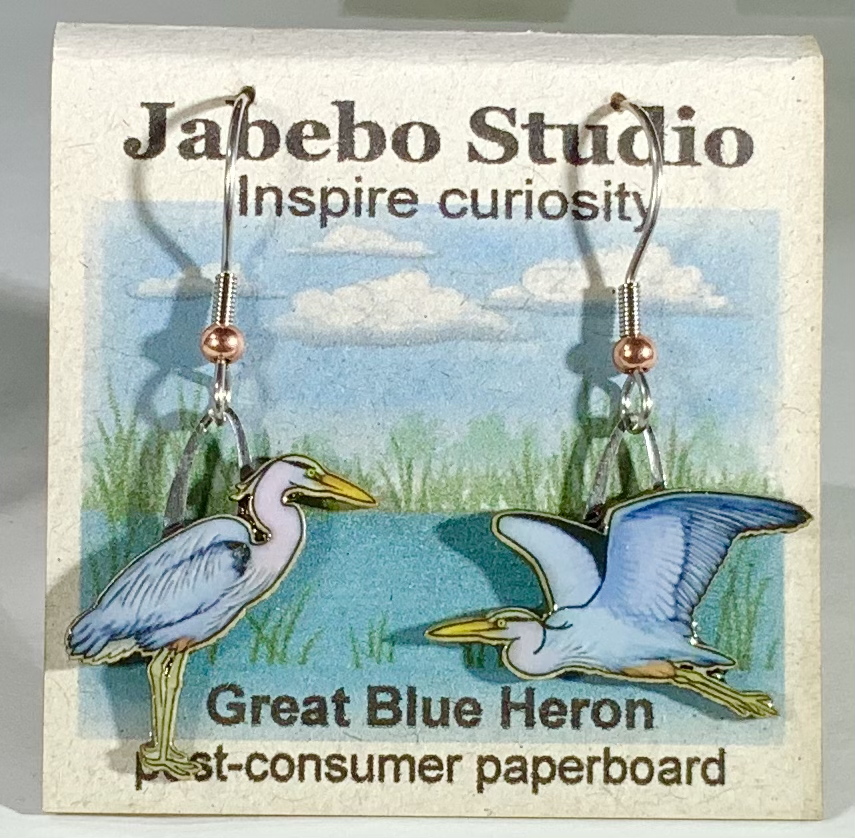 Jabebo Studio
Inspire curiosity
Great Blue Heron
post-consumer paperboard